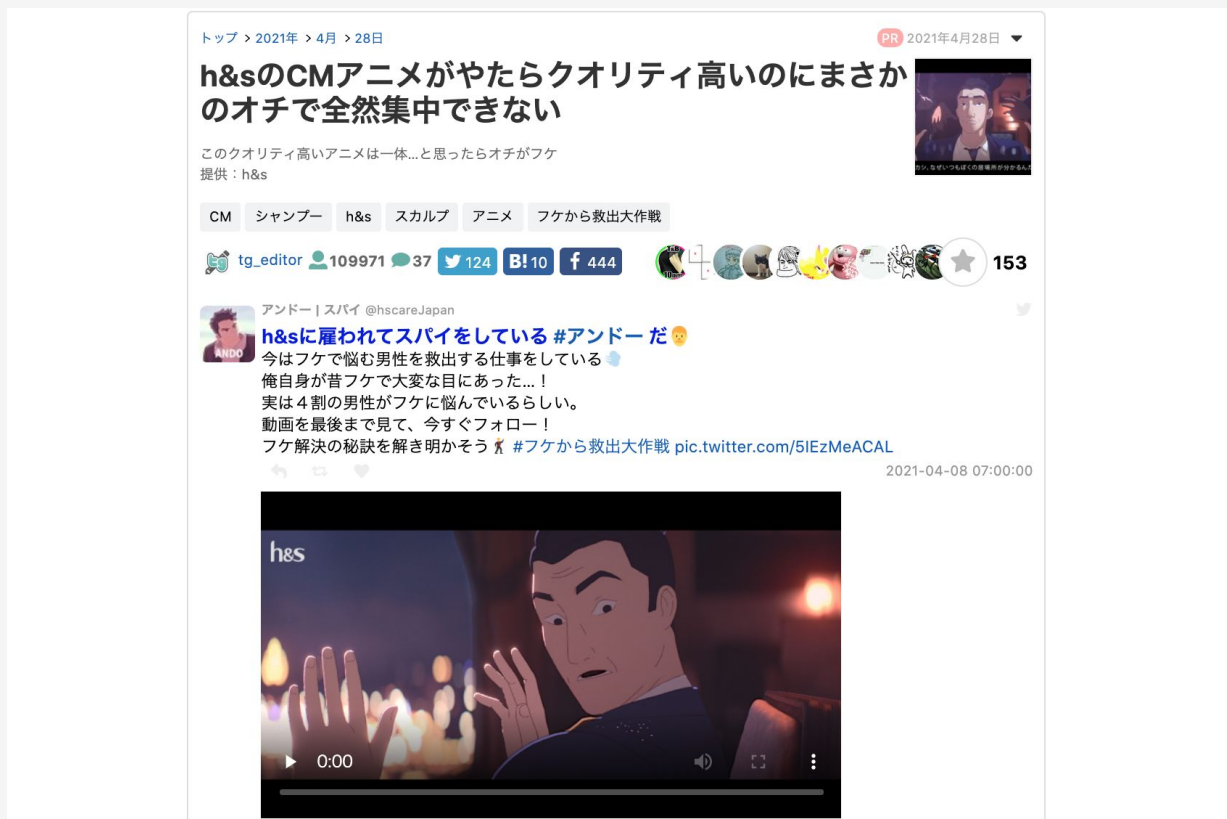 トップ > 2021年 > 4月 > 28日
PR 2021年4月28日
h&sのCMアニメがやたらクオリティ高いのにまさか
のオチで全然集中できない
このクオリティ高いアニメは一体...と思ったらオチがフケ
提供：h&s
CM シャンプー h&s スカルプ アニメ フケから救出大作戦
tg_editor 109971 37 124 B! 10 f 444 153
アンドー | スパイ @hscareJapan
h&sに雇われてスパイをしている #アンドー だ👨‍🦲
今はフケで悩む男性を救出する仕事をしている💨
俺自身が昔フケで大変な目にあった...！
実は４割の男性がフケに悩んでいるらしい。
動画を最後まで見て、今すぐフォロー！
フケ解決の秘訣を解き明かそう🕺 #フケから救出大作戦 pic.twitter.com/5lEzMeACAL
2021-04-08 07:00:00
ANDO
h&s
0:00